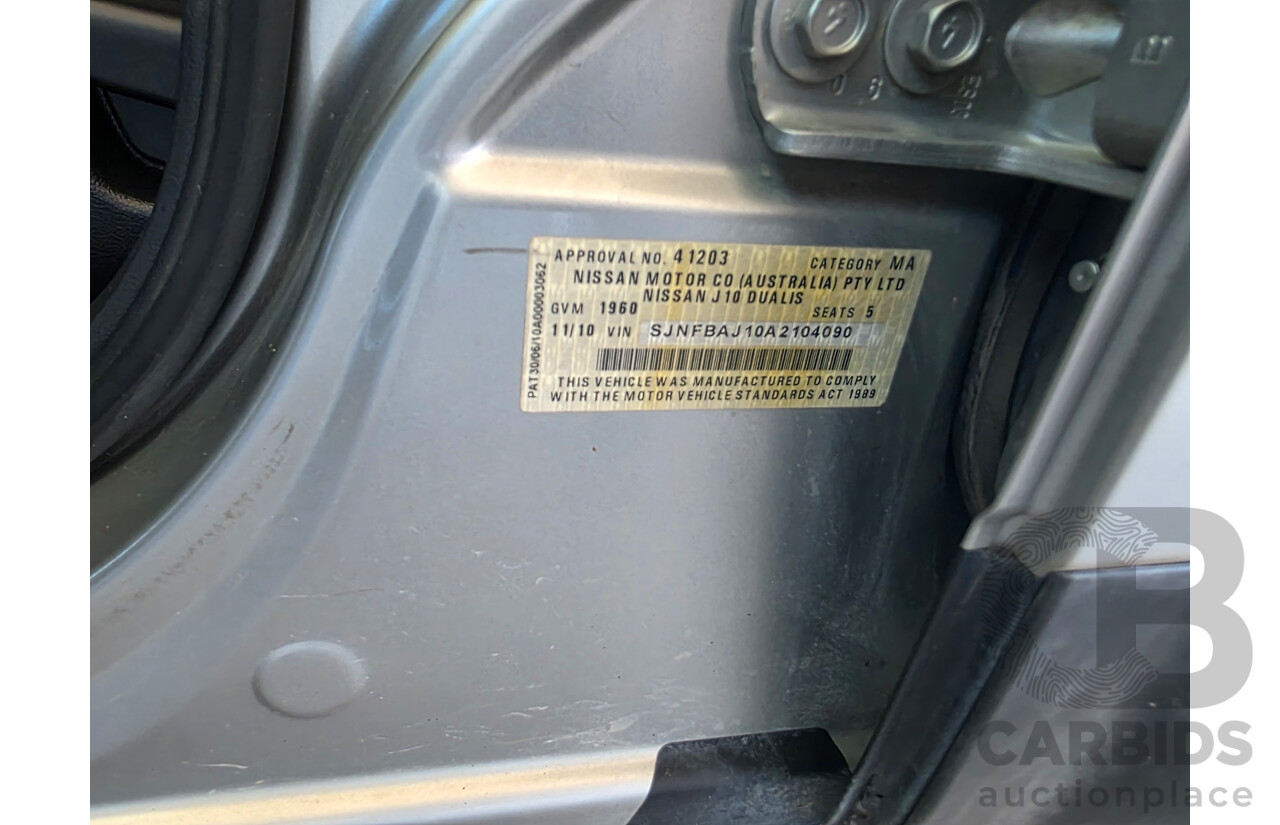 APPROVAL NO. 41203 CATEGORY MA
NISSAN MOTOR CO (AUSTRALIA) PTY LTD
NISSAN J10 DUALIS
GVM 1960 SEATS 5
11/10 VIN SJNFBAJ10A2104090
THIS VEHICLE WAS MANUFACTURED TO COMPLY
WITH THE MOTOR VEHICLE STANDARDS ACT 1989
PAT30/06/10A00003062
CARBIDS
auctionplace